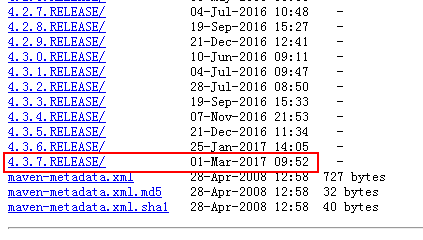 4.2.7.RELEASE/ 04-Jul-2016 10:48 -
4.2.8.RELEASE/ 19-Sep-2016 15:27 -
4.2.9.RELEASE/ 21-Dec-2016 12:41 -
4.3.0.RELEASE/ 10-Jun-2016 09:11 -
4.3.1.RELEASE/ 04-Jul-2016 09:47 -
4.3.2.RELEASE/ 28-Jul-2016 08:50 -
4.3.3.RELEASE/ 19-Sep-2016 15:33 -
4.3.4.RELEASE/ 07-Nov-2016 21:53 -
4.3.5.RELEASE/ 21-Dec-2016 11:34 -
4.3.6.RELEASE/ 25-Jan-2017 14:05 -
4.3.7.RELEASE/ 01-Mar-2017 09:52 -
maven-metadata.xml 28-Apr-2008 12:58 727 bytes
maven-metadata.xml.md5 28-Apr-2008 12:58 32 bytes
maven-metadata.xml.sha1 28-Apr-2008 12:58 40 bytes